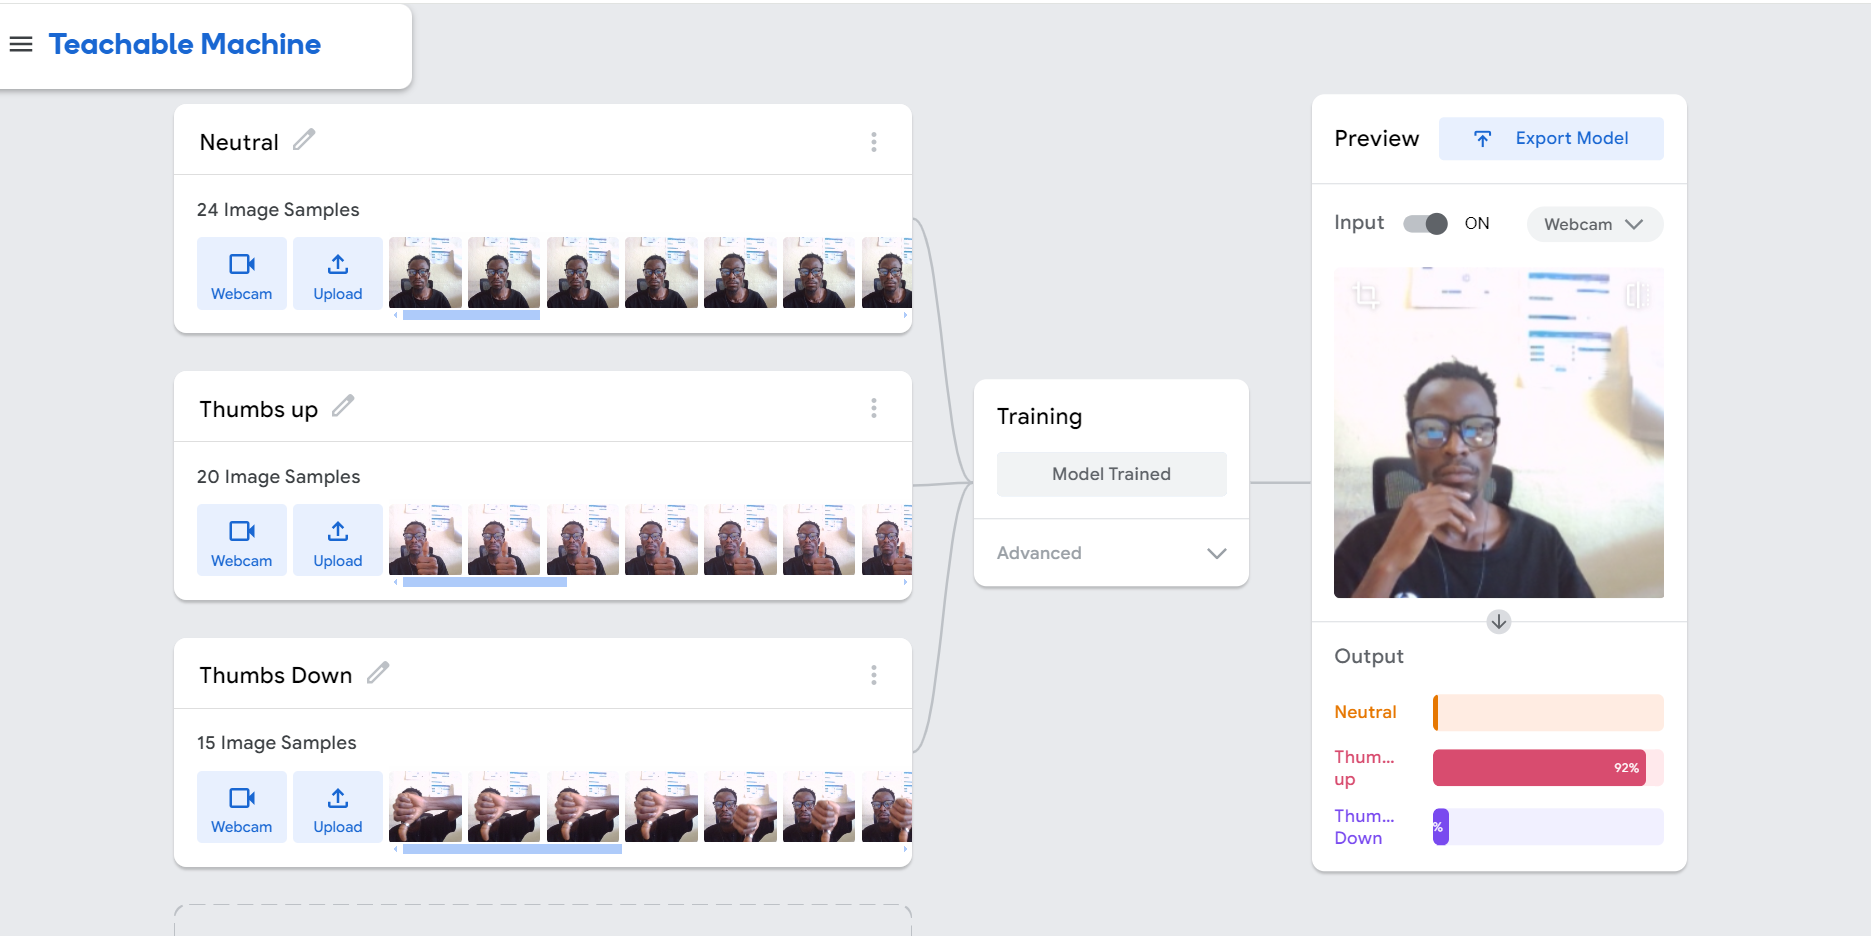 Teachable Machine
Neutral
24 Image Samples
Webcam
Upload
Thumbs up
20 Image Samples
Webcam
Upload
Thumbs Down
15 Image Samples
Webcam
Upload
Training
Model Trained
Advanced
Preview
Export Model
Input
ON
Webcam
Output
Neutral
Thum...
up
92%
Thum...
Down
%